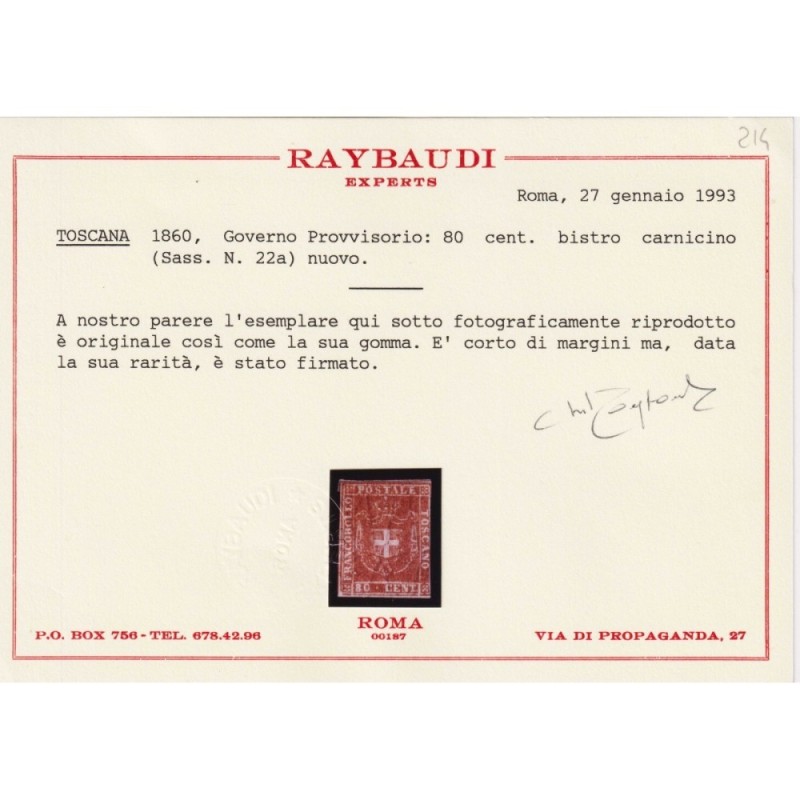 214
RAYBAUDI
EXPERTS
Roma, 27 gennaio 1993
TOSCANA 1860, Governo Provvisorio: 80 cent. bistro carnicino
(Sass. N. 22a) nuovo.
A nostro parere l'esemplare qui sotto fotograficamente riprodotto
è originale così come la sua gomma. E' corto di margini ma, data
la sua rarità, è stato firmato.
RAYBAUDI
ROMA
POSTALE
FRANCOBOLLO
TOSCANO
80 · CENT
ROMA
00187
P.O. BOX 756 - TEL. 678.42.96
VIA DI PROPAGANDA, 27